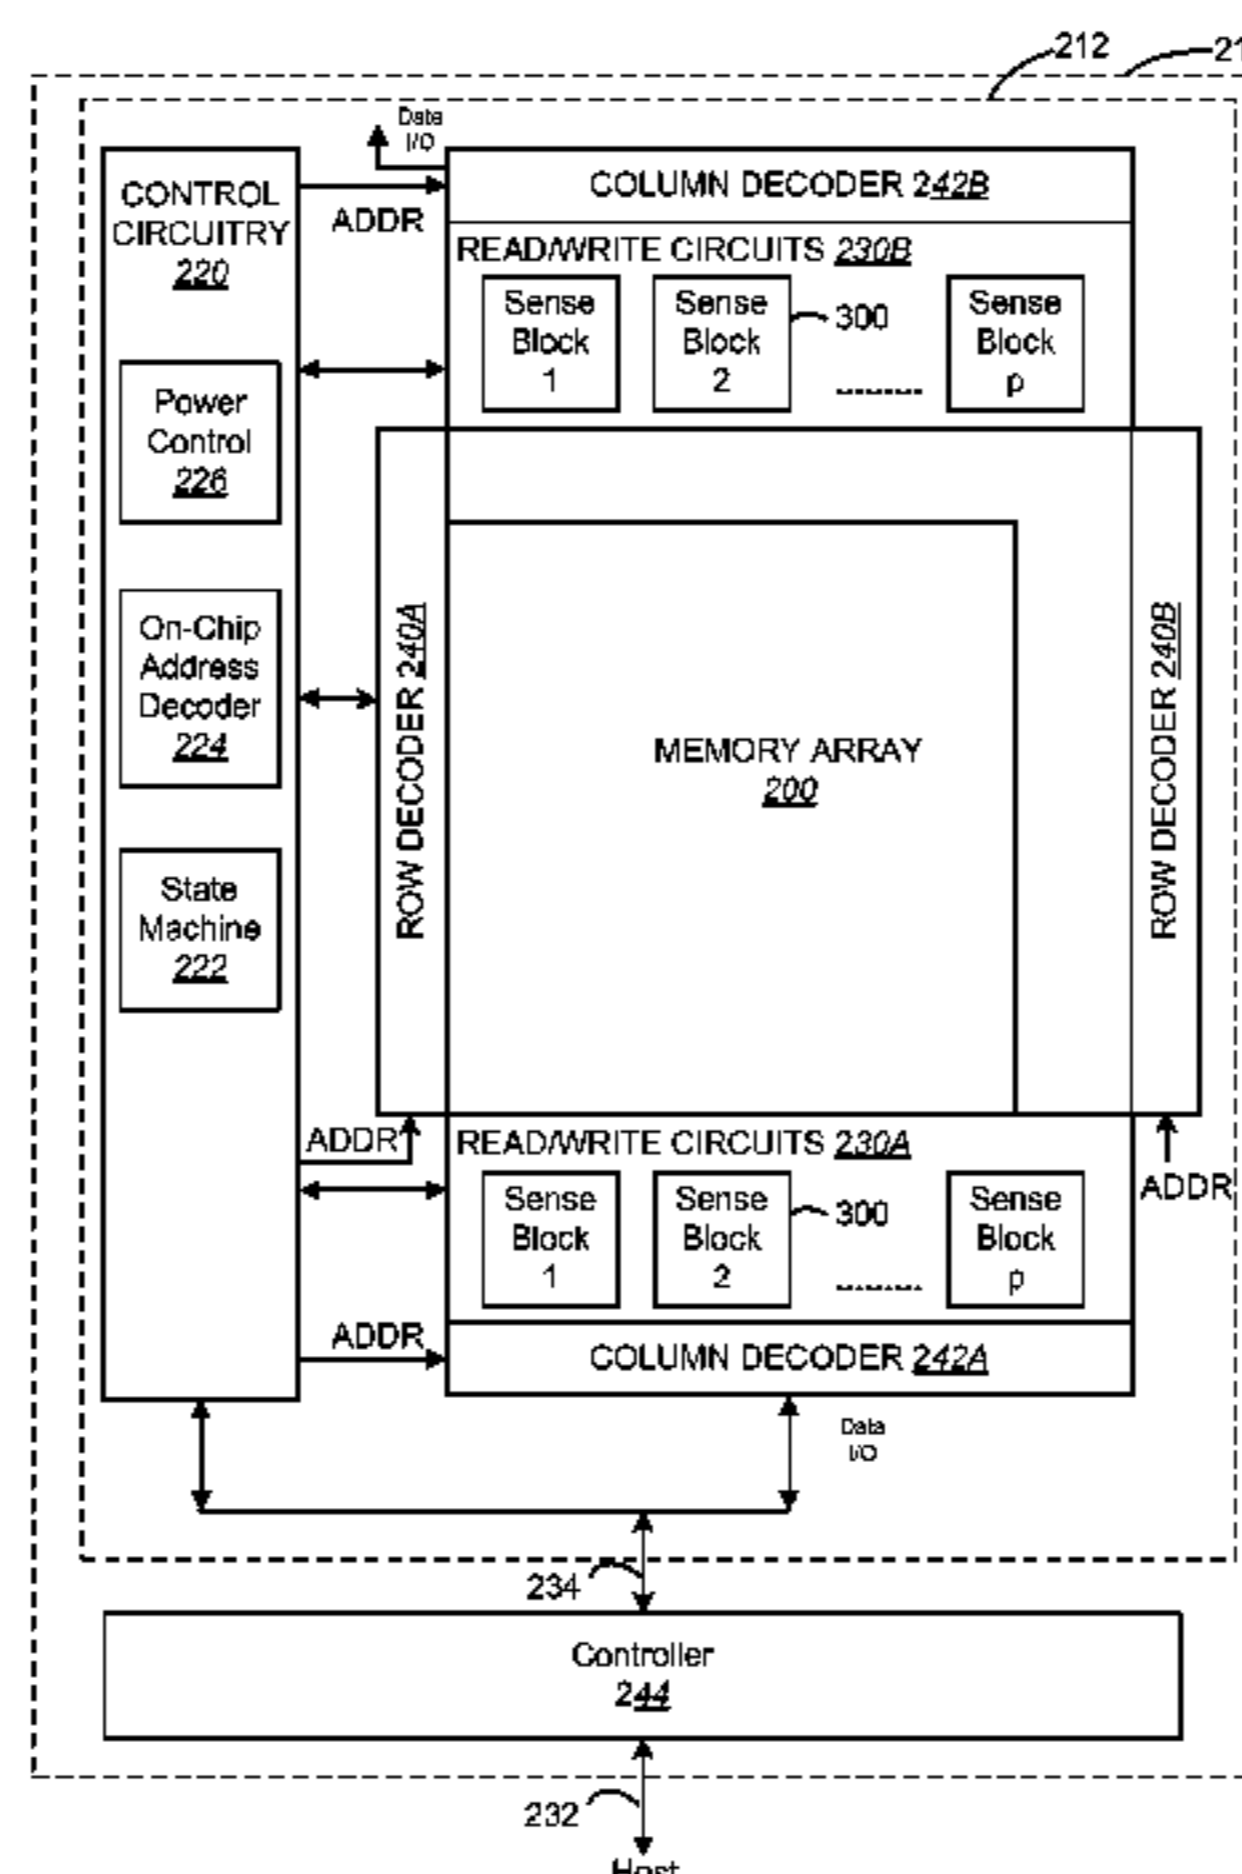 212
21
Data
I/O
CONTROL
CIRCUITRY
220
ADDR
COLUMN DECODER 242B
READ/WRITE CIRCUITS 230B
Sense
Block
1
Sense
Block
2
300
.........
Sense
Block
p
Power
Control
226
On-Chip
Address
Decoder
224
State
Machine
222
ROW DECODER 240A
MEMORY ARRAY
200
ROW DECODER 240B
ADDR
READ/WRITE CIRCUITS 230A
ADDR
Sense
Block
1
Sense
Block
2
300
.........
Sense
Block
p
ADDR
COLUMN DECODER 242A
Data
I/O
234
Controller
244
232
Host